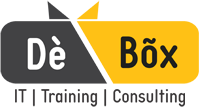 Dè Bõx
IT | Training | Consulting